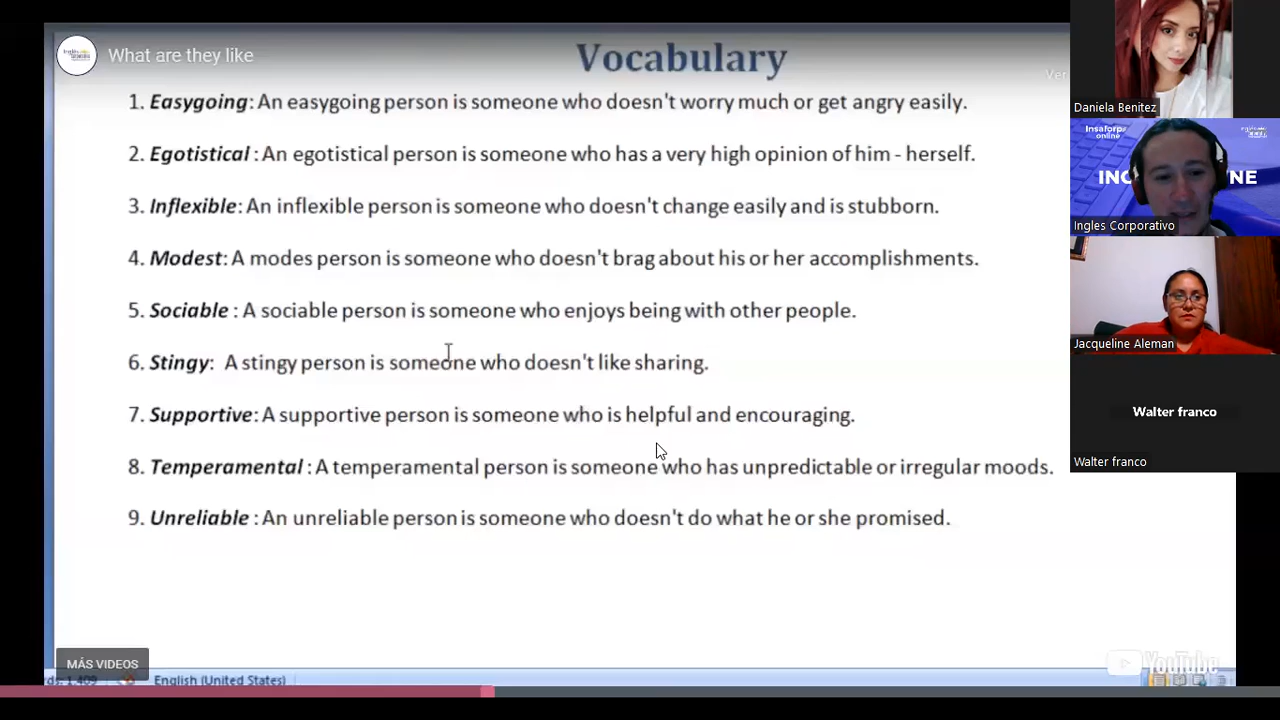 What are they like
Vocabulary
Ver
1. Easygoing: An easygoing person is someone who doesn't worry much or get angry easily.
2. Egotistical : An egotistical person is someone who has a very high opinion of him - herself.
3. Inflexible: An inflexible person is someone who doesn't change easily and is stubborn.
4. Modest: A modes person is someone who doesn't brag about his or her accomplishments.
5. Sociable : A sociable person is someone who enjoys being with other people.
6. Stingy: A stingy person is someone who doesn't like sharing.
7. Supportive: A supportive person is someone who is helpful and encouraging.
8. Temperamental : A temperamental person is someone who has unpredictable or irregular moods.
9. Unreliable : An unreliable person is someone who doesn't do what he or she promised.
MÁS VIDEOS
YouTube
1,409
English (United States)
Daniela Benitez
Insaforp
online
Ingles Corporativo
Jacqueline Aleman
Walter franco
Walter franco